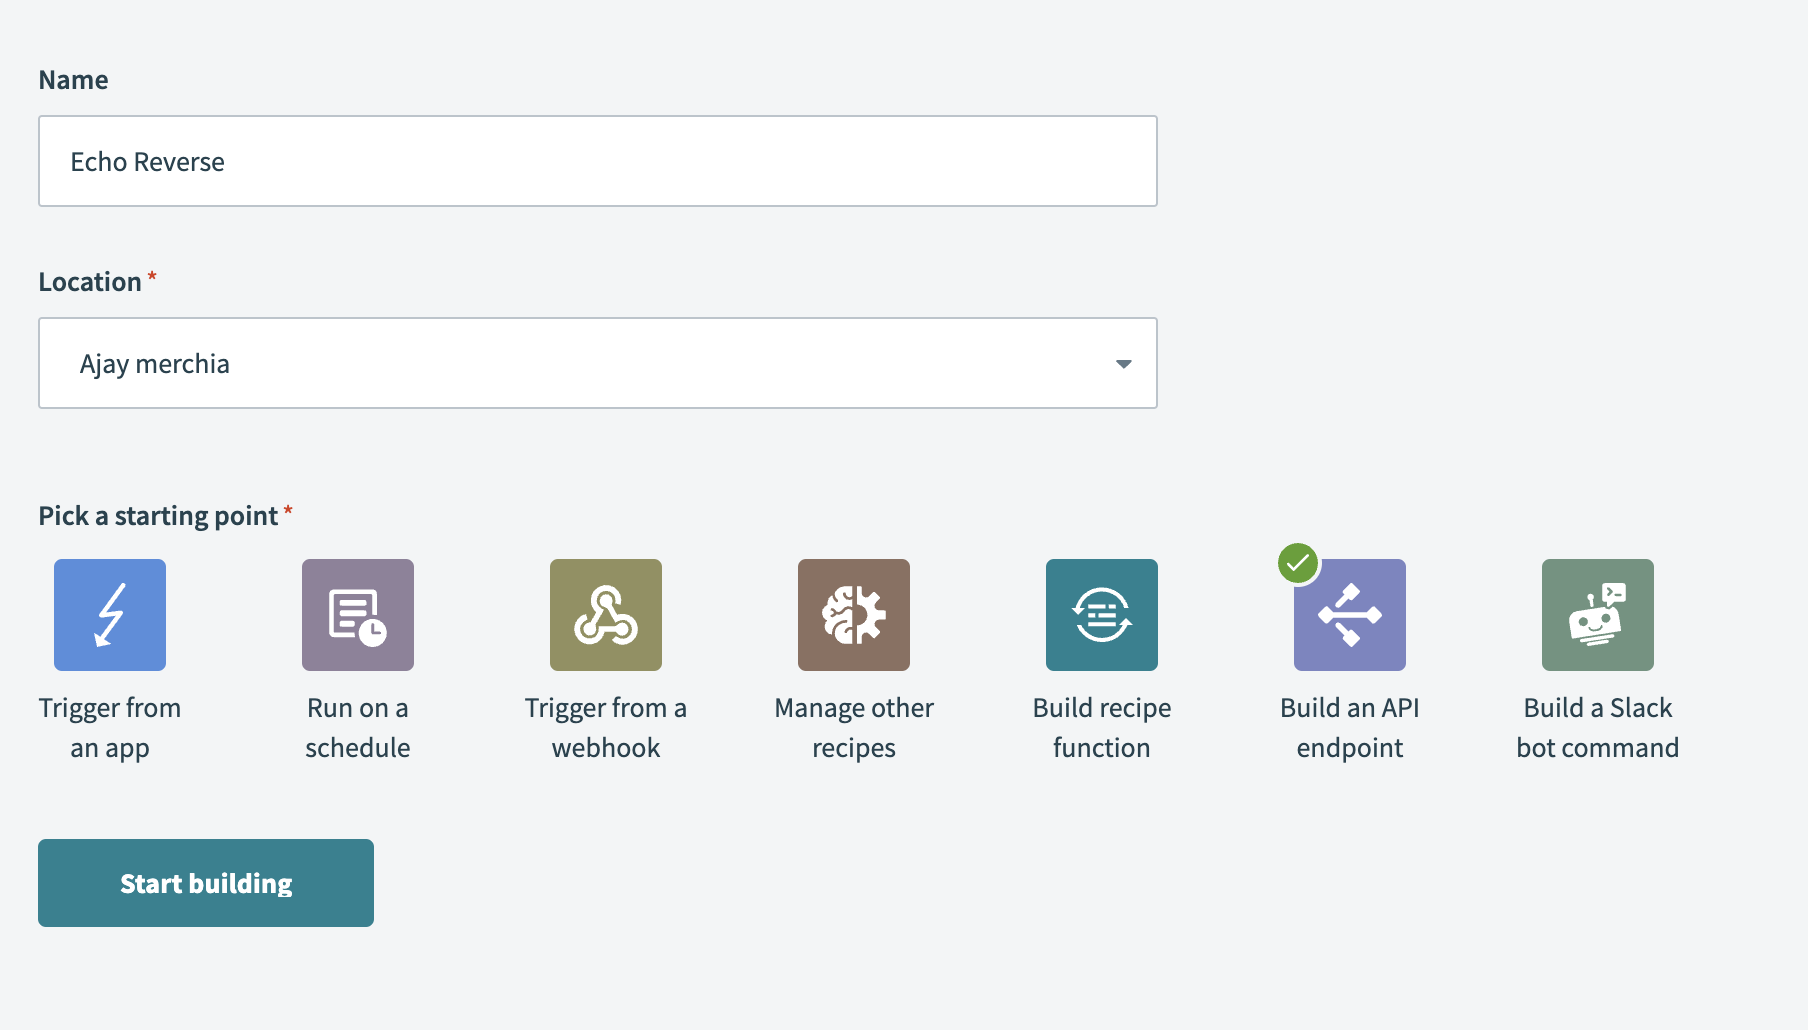 Name
Echo Reverse
Location *
Ajay merchia
Pick a starting point *
Trigger from
an app
Run on a
schedule
Trigger from a
webhook
Manage other
recipes
Build recipe
function
Build an API
endpoint
Build a Slack
bot command
Start building